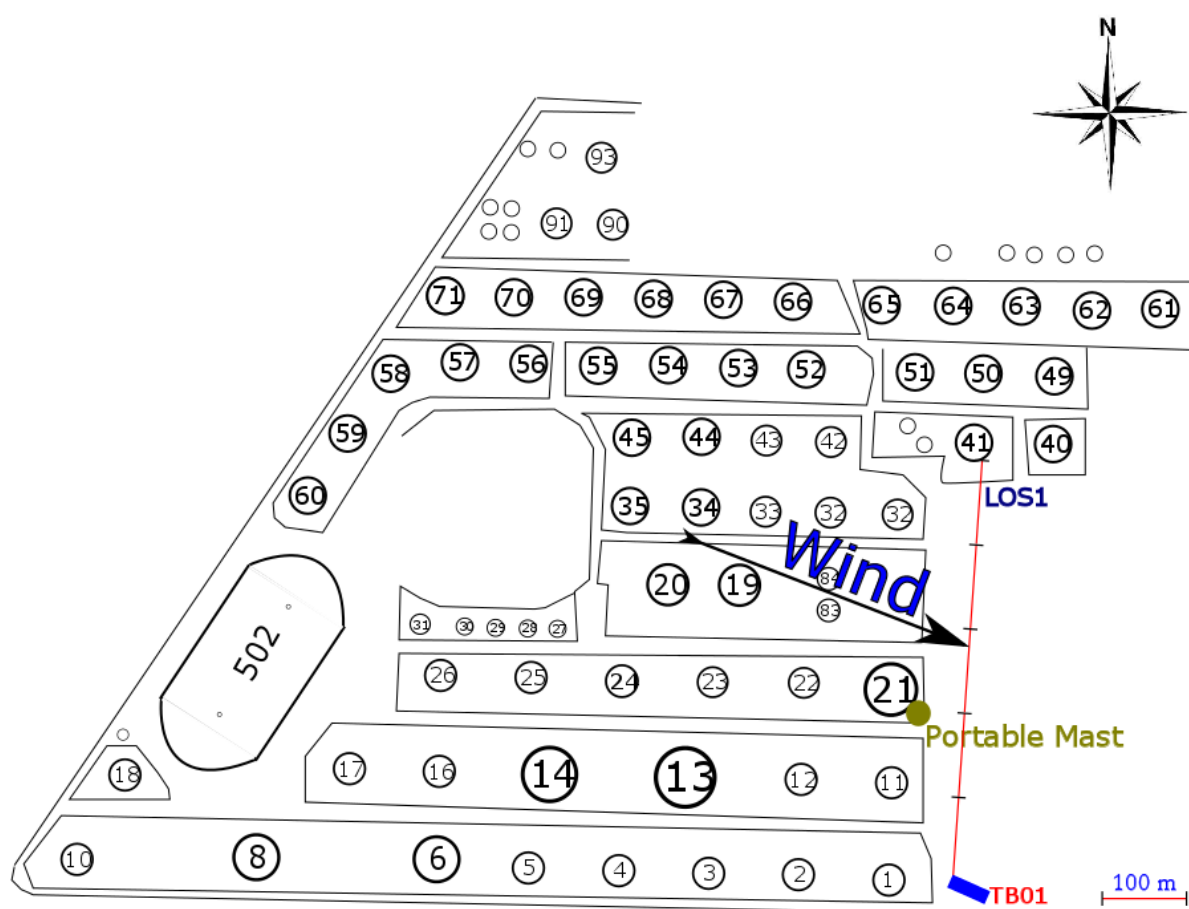 N
93
91 90
71 70 69 68 67 66 65 64 63 62 61
58 57 56 55 54 53 52 51 50 49
59 45 44 43 42 41 40
60 35 34 33 32 32 LOS1
Wind
20 19 84
83
31 30 29 28 27
502
26 25 24 23 22 21
Portable Mast
18 17 16 14 13 12 11
10 8 6 5 4 3 2 1
TB01
100 m